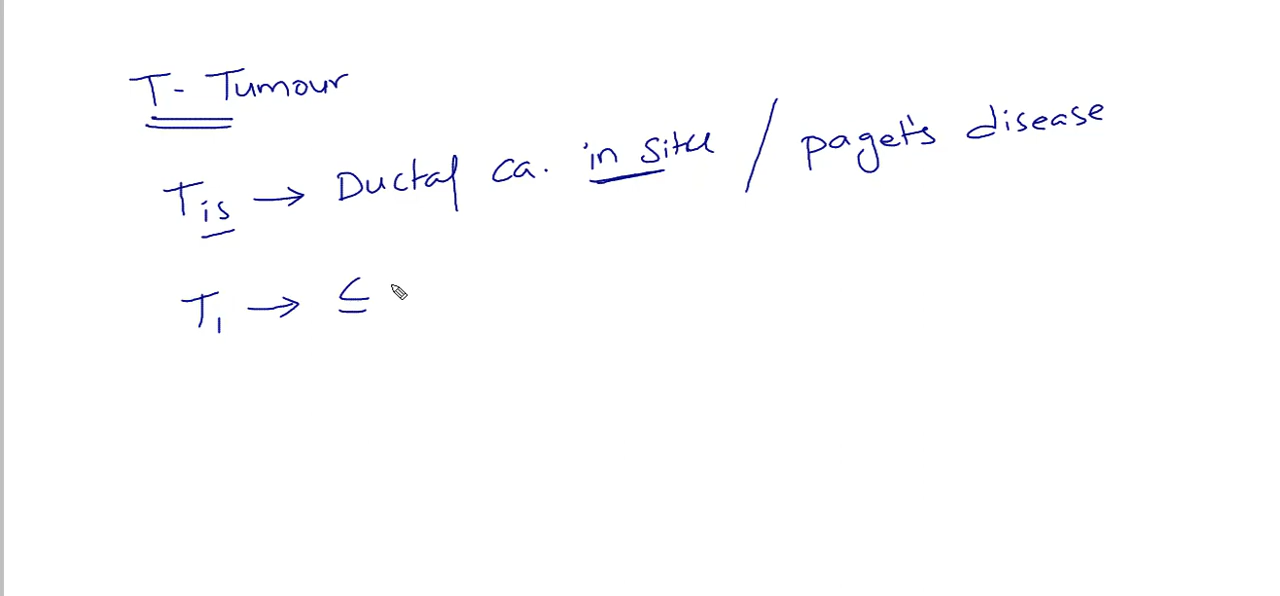 T- Tumour
Tis → Ductal ca. in situ / paget's disease
T1 → ≤